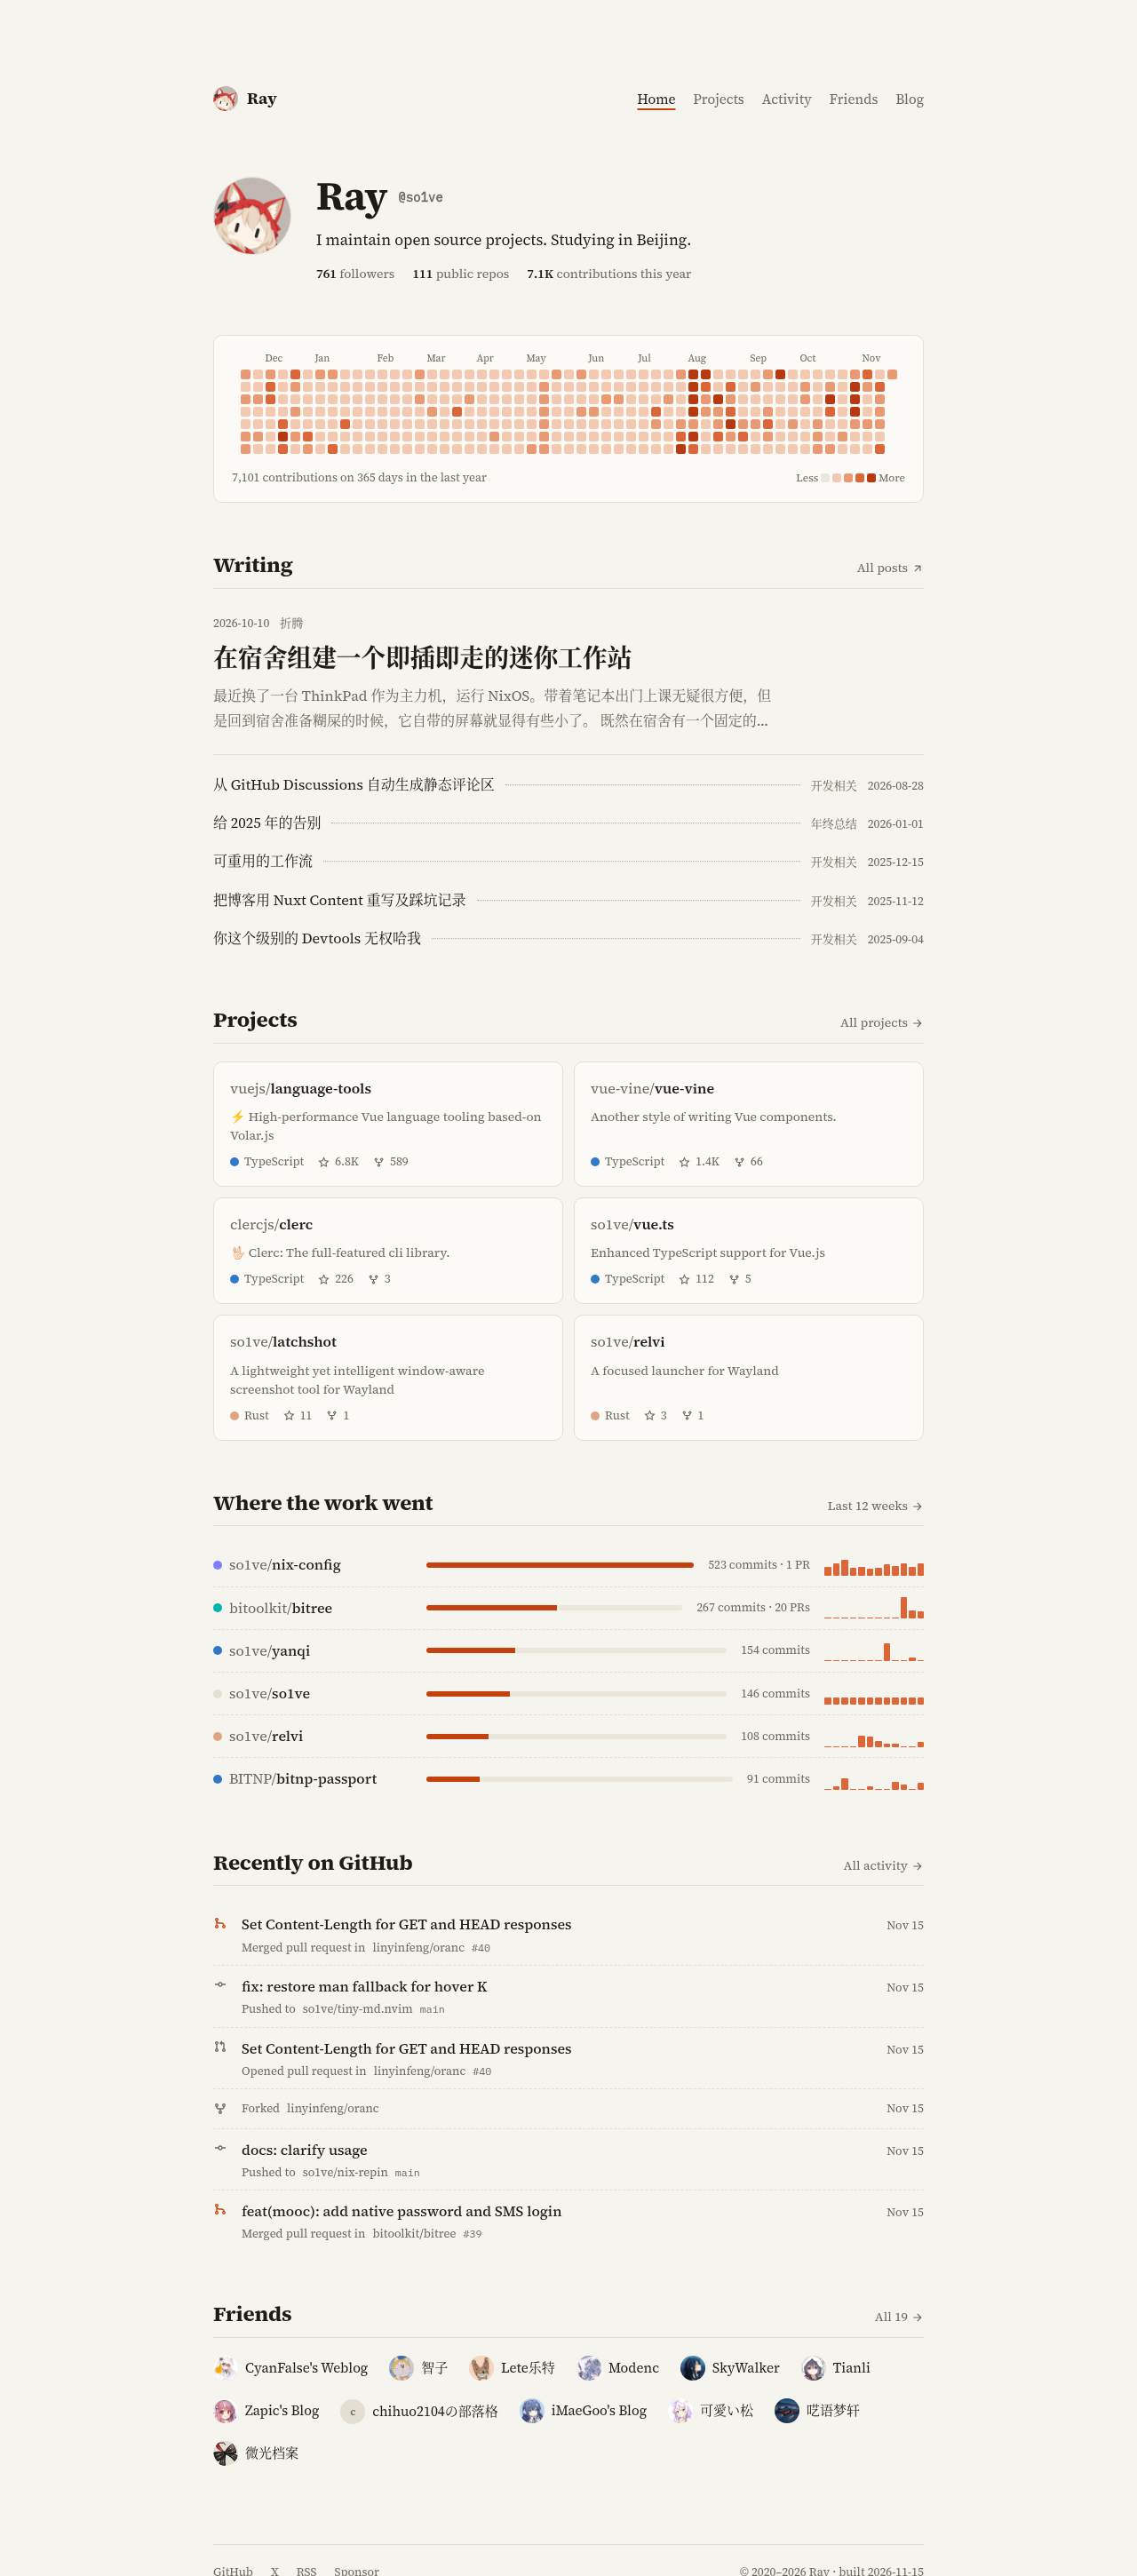 Ray
Home Projects Activity Friends Blog
Ray @so1ve
I maintain open source projects. Studying in Beijing.
761 followers 111 public repos 7.1K contributions this year
Dec Jan Feb Mar Apr May Jun Jul Aug Sep Oct Nov
7,101 contributions on 365 days in the last year
Less More
Writing
All posts
2026-10-10 折腾
在宿舍组建一个即插即走的迷你工作站
最近换了一台 ThinkPad 作为主力机，运行 NixOS。带着笔记本出门上课无疑很方便，但
是回到宿舍准备糊屎的时候，它自带的屏幕就显得有些小了。 既然在宿舍有一个固定的...
从 GitHub Discussions 自动生成静态评论区 开发相关 2026-08-28
给 2025 年的告别 年终总结 2026-01-01
可重用的工作流 开发相关 2025-12-15
把博客用 Nuxt Content 重写及踩坑记录 开发相关 2025-11-12
你这个级别的 Devtools 无权哈我 开发相关 2025-09-04
Projects
All projects
vuejs/language-tools
⚡ High-performance Vue language tooling based-on
Volar.js
TypeScript 6.8K 589
vue-vine/vue-vine
Another style of writing Vue components.
TypeScript 1.4K 66
clercjs/clerc
🖖🏻 Clerc: The full-featured cli library.
TypeScript 226 3
so1ve/vue.ts
Enhanced TypeScript support for Vue.js
TypeScript 112 5
so1ve/latchshot
A lightweight yet intelligent window-aware
screenshot tool for Wayland
Rust 11 1
so1ve/relvi
A focused launcher for Wayland
Rust 3 1
Where the work went
Last 12 weeks
so1ve/nix-config 523 commits · 1 PR
bitoolkit/bitree 267 commits · 20 PRs
so1ve/yanqi 154 commits
so1ve/so1ve 146 commits
so1ve/relvi 108 commits
BITNP/bitnp-passport 91 commits
Recently on GitHub
All activity
Set Content-Length for GET and HEAD responses Nov 15
Merged pull request in linyinfeng/oranc #40
fix: restore man fallback for hover K Nov 15
Pushed to so1ve/tiny-md.nvim main
Set Content-Length for GET and HEAD responses Nov 15
Opened pull request in linyinfeng/oranc #40
Forked linyinfeng/oranc Nov 15
docs: clarify usage Nov 15
Pushed to so1ve/nix-repin main
feat(mooc): add native password and SMS login Nov 15
Merged pull request in bitoolkit/bitree #39
Friends
All 19
CyanFalse's Weblog 智子 Lete乐特 Modenc SkyWalker Tianli
Zapic's Blog c chihuo2104の部落格 iMaeGoo's Blog 可愛い松 呓语梦轩
微光档案
GitHub X RSS Sponsor © 2020–2026 Ray · built 2026-11-15